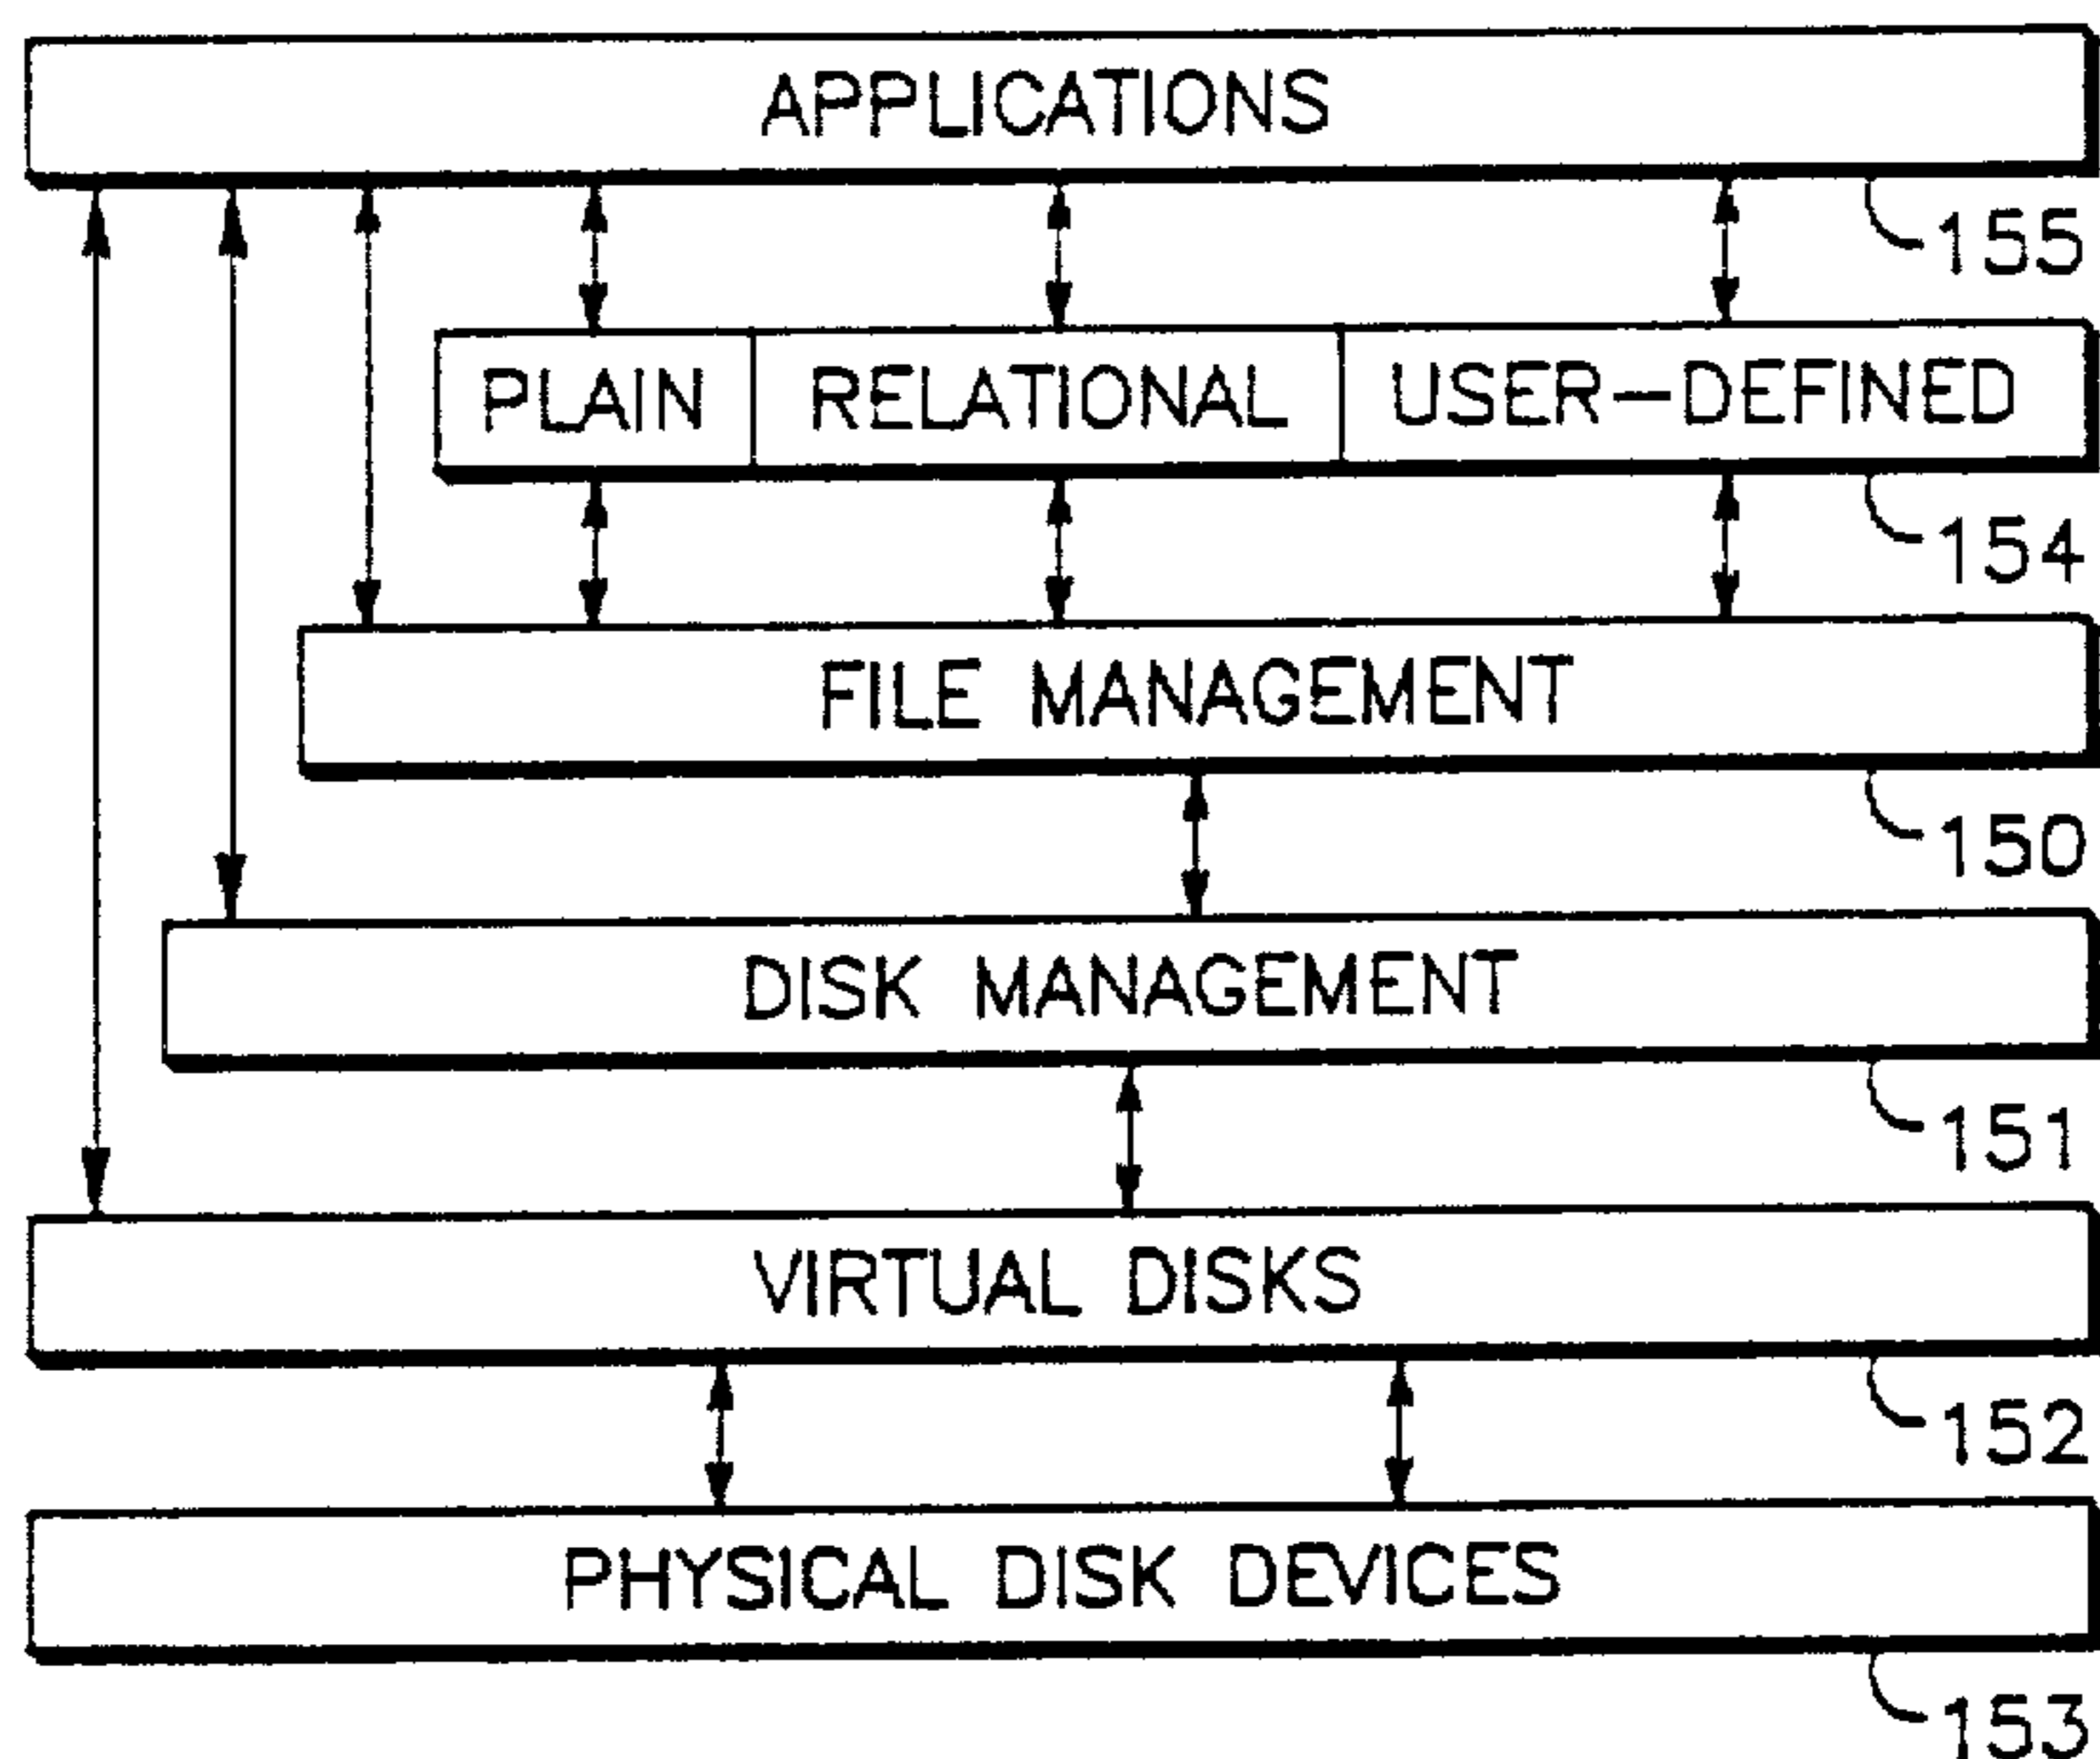 APPLICATIONS
155
PLAIN RELATIONAL USER-DEFINED
154
FILE MANAGEMENT
150
DISK MANAGEMENT
151
VIRTUAL DISKS
152
PHYSICAL DISK DEVICES
153